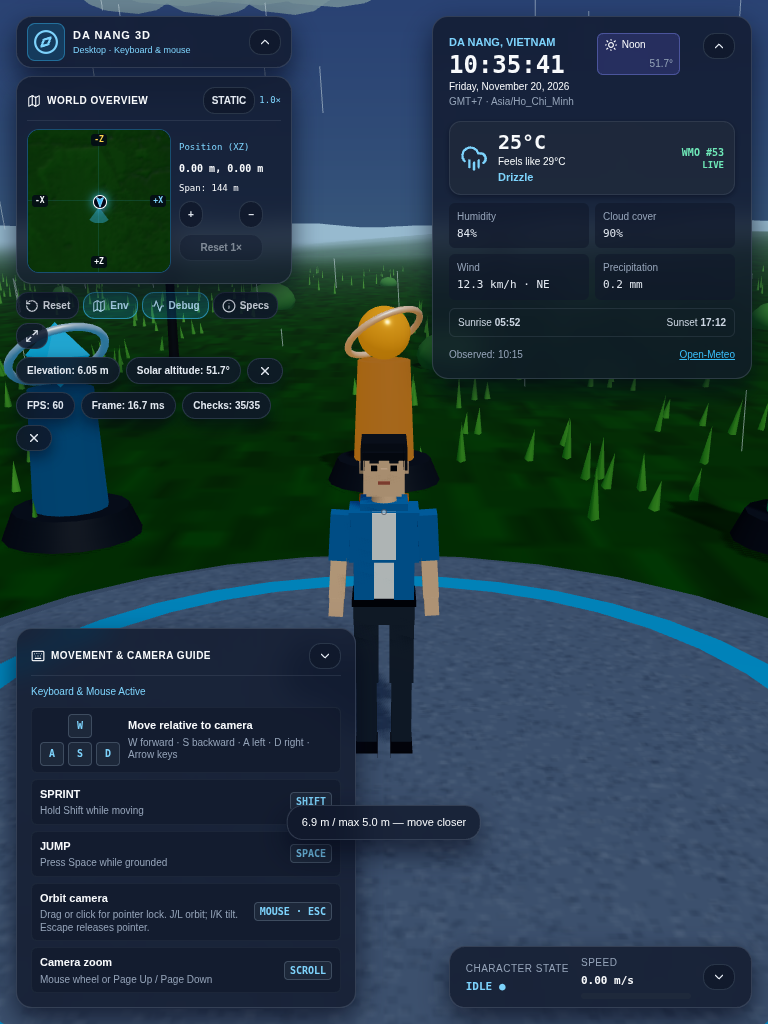 DA NANG 3D
Desktop · Keyboard & mouse
WORLD OVERVIEW
STATIC
1.0×
-Z
-X
+X
+Z
Position (XZ)
0.00 m, 0.00 m
Span: 144 m
+
−
Reset 1×
Reset
Env
Debug
Specs
Elevation: 6.05 m
Solar altitude: 51.7°
FPS: 60
Frame: 16.7 ms
Checks: 35/35
DA NANG, VIETNAM
10:35:41
Friday, November 20, 2026
GMT+7 · Asia/Ho_Chi_Minh
Noon
51.7°
25°C
Feels like 29°C
Drizzle
WMO #53
LIVE
Humidity
84%
Cloud cover
90%
Wind
12.3 km/h · NE
Precipitation
0.2 mm
Sunrise 05:52
Sunset 17:12
Observed: 10:15
Open-Meteo
MOVEMENT & CAMERA GUIDE
Keyboard & Mouse Active
W
A S D
Move relative to camera
W forward · S backward · A left · D right ·
Arrow keys
SPRINT
Hold Shift while moving
SHIFT
6.9 m / max 5.0 m — move closer
JUMP
Press Space while grounded
SPACE
Orbit camera
Drag or click for pointer lock. J/L orbit; I/K tilt.
Escape releases pointer.
MOUSE · ESC
Camera zoom
Mouse wheel or Page Up / Page Down
SCROLL
CHARACTER STATE
IDLE
SPEED
0.00 m/s